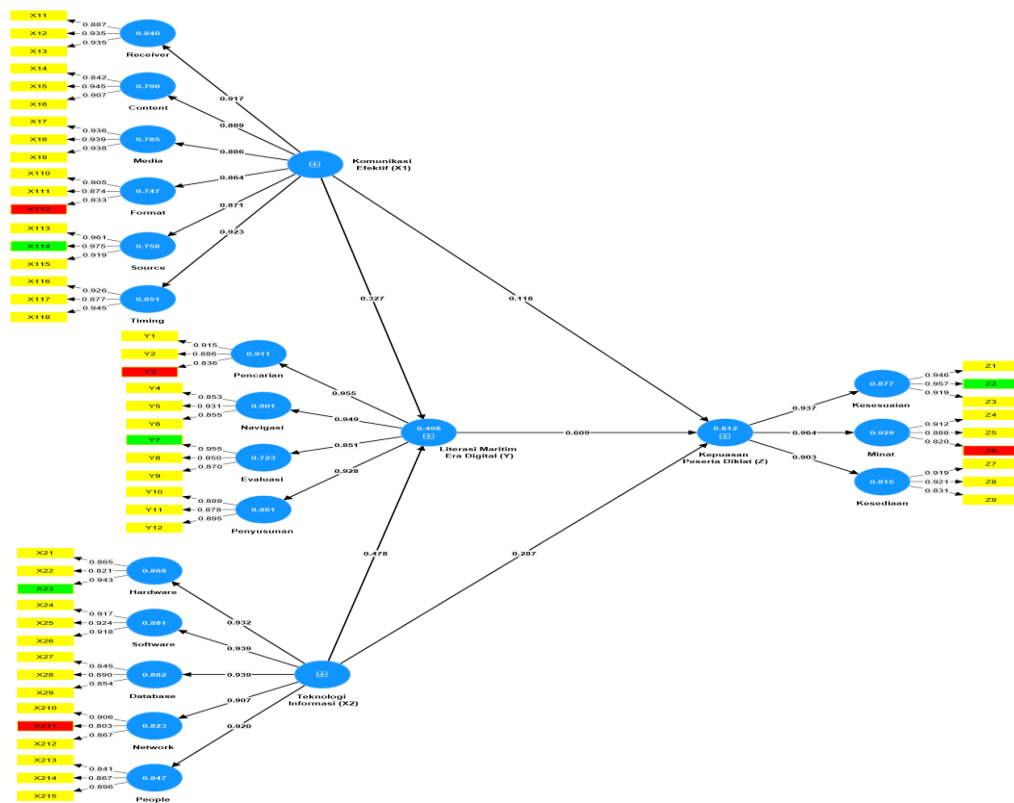 X11
X12
X13
0.887
0.935
0.935
0.840
Receiver
X14
X15
X16
0.842
0.945
0.907
0.790
Content
X17
X18
X19
0.936
0.939
0.938
0.785
Media
X110
X111
X112
0.905
0.874
0.833
0.747
Format
X113
X114
X115
0.961
0.975
0.919
0.758
Source
X116
X117
X118
0.926
0.877
0.945
0.851
Timing
0.917
0.889
0.886
0.864
0.871
0.923
Komunikasi
Efektif (X1)
0.327
0.118
Y1
Y2
Y3
0.915
0.886
0.836
0.911
Pencarian
Y4
Y5
Y6
0.853
0.931
0.855
0.901
Navigasi
Y7
Y8
Y9
0.955
0.950
0.870
0.723
Evaluasi
Y10
Y11
Y12
0.889
0.878
0.895
0.861
Penyusunan
0.955
0.949
0.851
0.928
0.498
Literasi Maritim
Era Digital (Y)
0.609
0.812
Kepuasan
Peserta Diklat (Z)
0.937
0.964
0.903
0.877
Kesesuaian
0.946
0.957
0.919
Z1
Z2
Z3
0.929
Minat
0.912
0.888
0.820
Z4
Z5
Z6
0.815
Kesediaan
0.919
0.921
0.831
Z7
Z8
Z9
0.478
0.287
X21
X22
X23
0.865
0.821
0.943
0.868
Hardware
X24
X25
X26
0.917
0.924
0.918
0.881
Software
X27
X28
X29
0.845
0.890
0.854
0.882
Database
X210
X211
X212
0.906
0.803
0.867
0.823
Network
X213
X214
X215
0.841
0.867
0.896
0.847
People
0.932
0.939
0.939
0.907
0.920
Teknologi
Informasi (X2)